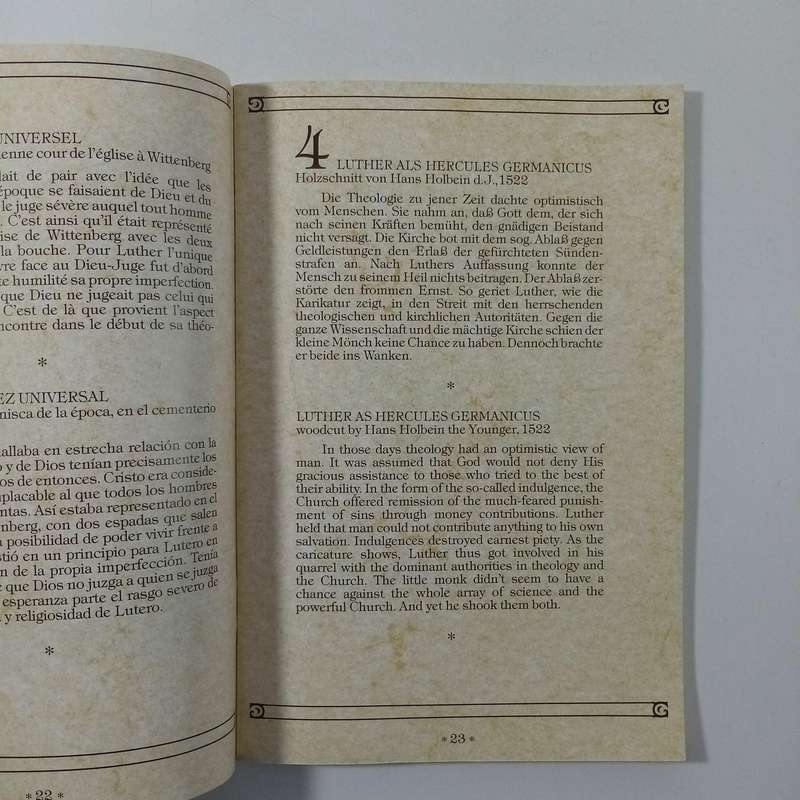 UNIVERSEL
enne cour de l'église à Wittenberg
lait de pair avec l'idée que les
époque se faisaient de Dieu et du
le juge sévère auquel tout homme
. C'est ainsi qu'il était représenté
ise de Wittenberg avec les deux
la bouche. Pour Luther l'unique
vre face au Dieu-Juge fut d'abord
te humilité sa propre imperfection.
que Dieu ne jugeait pas celui qui
C'est de là que provient l'aspect
ncontre dans le début de sa théo-
*
EZ UNIVERSAL
nisca de la época, en el cementerio
allaba en estrecha relación con la
o y de Dios tenían precisamente los
os de entonces. Cristo era conside-
mplacable al que todos los hombres
ntas. Así estaba representado en el
enberg, con dos espadas que salen
a posibilidad de poder vivir frente a
stió en un principio para Lutero en
n de la propia imperfección. Tenía
e que Dios no juzga a quien se juzga
esperanza parte el rasgo severo de
a y religiosidad de Lutero.
*
* 22 *
4 LUTHER ALS HERCULES GERMANICUS
Holzschnitt von Hans Holbein d.J., 1522
Die Theologie zu jener Zeit dachte optimistisch
vom Menschen. Sie nahm an, daß Gott dem, der sich
nach seinen Kräften bemüht, den gnädigen Beistand
nicht versagt. Die Kirche bot mit dem sog. Ablaß gegen
Geldleistungen den Erlaß der gefürchteten Sünden-
strafen an. Nach Luthers Auffassung konnte der
Mensch zu seinem Heil nichts beitragen. Der Ablaß zer-
störte den frommen Ernst. So geriet Luther, wie die
Karikatur zeigt, in den Streit mit den herrschenden
theologischen und kirchlichen Autoritäten. Gegen die
ganze Wissenschaft und die mächtige Kirche schien der
kleine Mönch keine Chance zu haben. Dennoch brachte
er beide ins Wanken.
*
LUTHER AS HERCULES GERMANICUS
woodcut by Hans Holbein the Younger, 1522
In those days theology had an optimistic view of
man. It was assumed that God would not deny His
gracious assistance to those who tried to the best of
their ability. In the form of the so-called indulgence, the
Church offered remission of the much-feared punish-
ment of sins through money contributions. Luther
held that man could not contribute anything to his own
salvation. Indulgences destroyed earnest piety. As the
caricature shows, Luther thus got involved in his
quarrel with the dominant authorities in theology and
the Church. The little monk didn't seem to have a
chance against the whole array of science and the
powerful Church. And yet he shook them both.
*
* 23 *